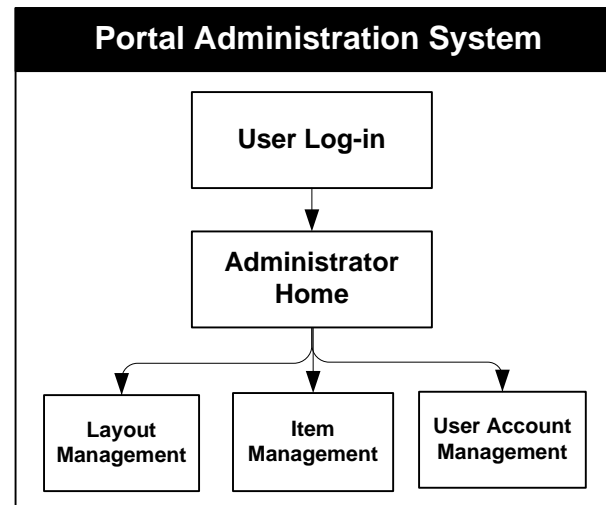 Portal Administration System
User Log-in
Administrator
Home
Layout
Management
Item
Management
User Account
Management